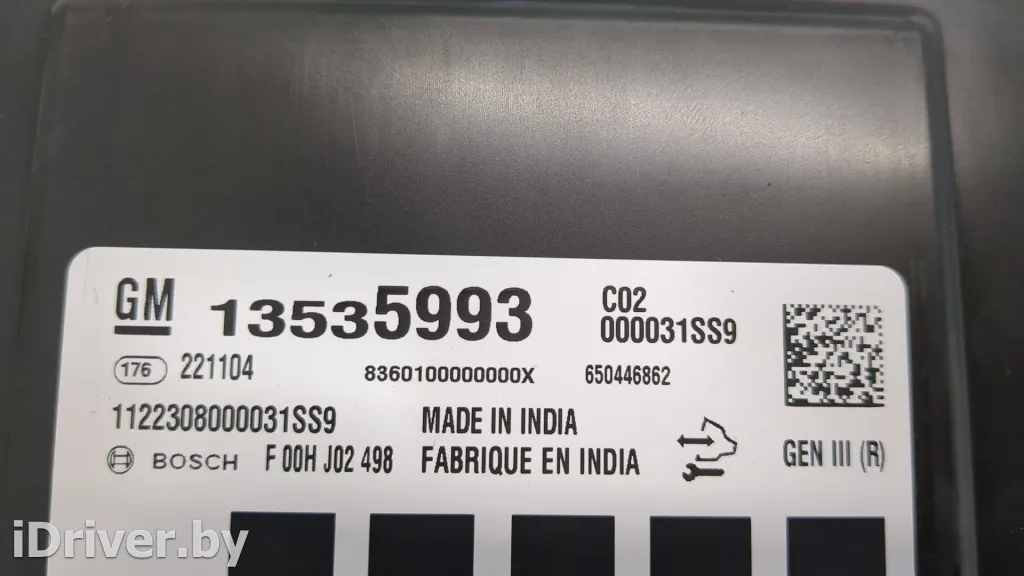 GM 13535993 C02
000031SS9
176 221104 8360100000000X 650446862
1122308000031SS9 MADE IN INDIA
BOSCH F 00H J02 498 FABRIQUE EN INDIA GEN III (R)
iDriver.by